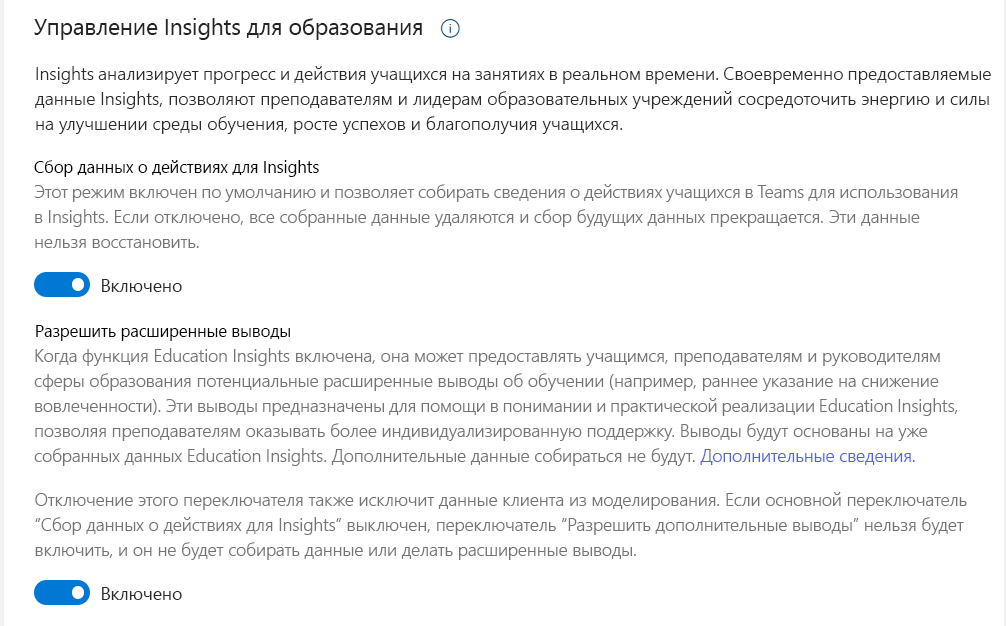 Управление Insights для образования
Insights анализирует прогресс и действия учащихся на занятиях в реальном времени. Своевременно предоставляемые
данные Insights, позволяют преподавателям и лидерам образовательных учреждений сосредоточить энергию и силы
на улучшении среды обучения, росте успехов и благополучия учащихся.
Сбор данных о действиях для Insights
Этот режим включен по умолчанию и позволяет собирать сведения о действиях учащихся в Teams для использования
в Insights. Если отключено, все собранные данные удаляются и сбор будущих данных прекращается. Эти данные
нельзя восстановить.
Включено
Разрешить расширенные выводы
Когда функция Education Insights включена, она может предоставлять учащимся, преподавателям и руководителям
сферы образования потенциальные расширенные выводы об обучении (например, раннее указание на снижение
вовлеченности). Эти выводы предназначены для помощи в понимании и практической реализации Education Insights,
позволяя преподавателям оказывать более индивидуализированную поддержку. Выводы будут основаны на уже
собранных данных Education Insights. Дополнительные данные собираться не будут. Дополнительные сведения.
Отключение этого переключателя также исключит данные клиента из моделирования. Если основной переключатель
“Сбор данных о действиях для Insights” выключен, переключатель “Разрешить дополнительные выводы” нельзя будет
включить, и он не будет собирать данные или делать расширенные выводы.
Включено